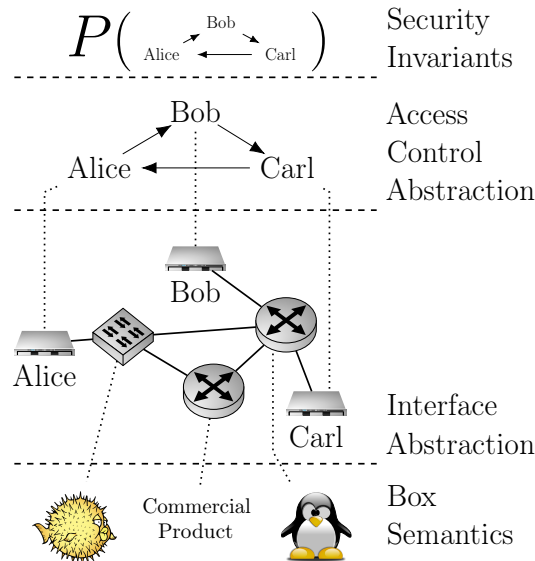 P( Bob )
Alice Carl
Security
Invariants
Bob
Alice Carl
Access
Control
Abstraction
Bob
Alice
Carl
Interface
Abstraction
Commercial
Product
Box
Semantics